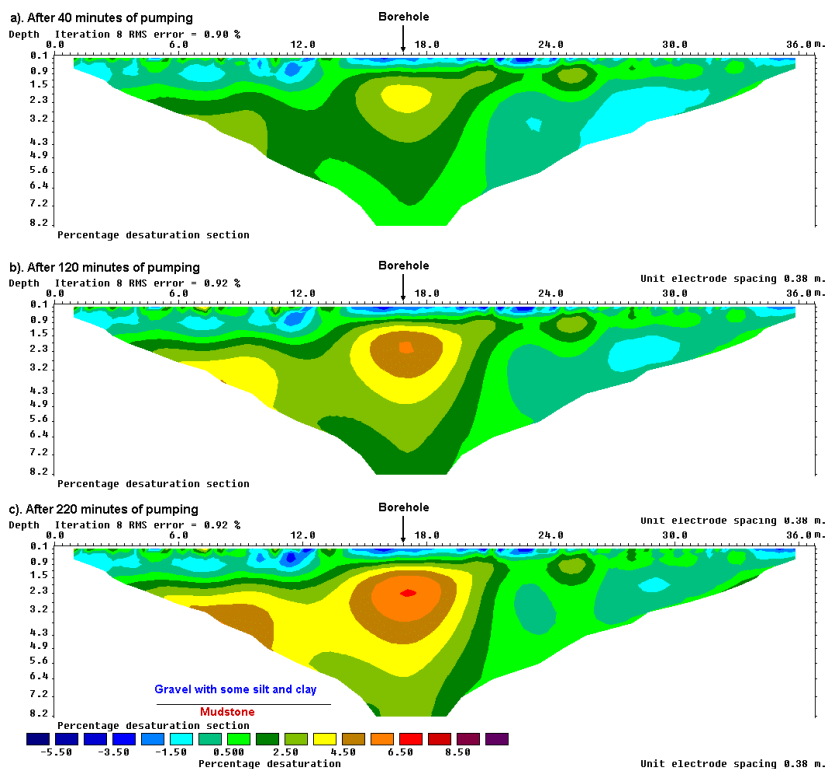 a). After 40 minutes of pumping
Borehole
Depth Iteration 8 RMS error = 0.90 %
0.0 6.0 12.0 18.0 24.0 30.0 36.0 m.
0.1
0.9
1.5
2.3
3.2
4.3
4.9
5.6
6.4
7.2
8.2
Percentage desaturation section
b). After 120 minutes of pumping
Borehole
Depth Iteration 8 RMS error = 0.92 %
Unit electrode spacing 0.38 m.
0.0 6.0 12.0 18.0 24.0 30.0 36.0 m.
0.1
0.9
1.5
2.3
3.2
4.3
4.9
5.6
6.4
7.2
8.2
Percentage desaturation section
c). After 220 minutes of pumping
Borehole
Depth Iteration 8 RMS error = 0.92 %
Unit electrode spacing 0.38 m.
0.0 6.0 12.0 18.0 24.0 30.0 36.0 m.
0.1
0.9
1.5
2.3
3.2
4.3
4.9
5.6
6.4
7.2
8.2
Gravel with some silt and clay
Mudstone
Percentage desaturation section
-5.50 -3.50 -1.50 0.500 2.50 4.50 6.50 8.50
Percentage desaturation
Unit electrode spacing 0.38 m.